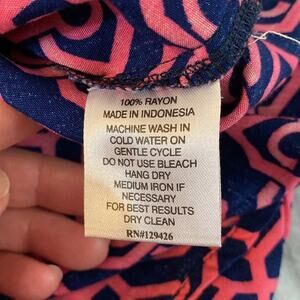 100% RAYON
MADE IN INDONESIA
MACHINE WASH IN
COLD WATER ON
GENTLE CYCLE
DO NOT USE BLEACH
HANG DRY
MEDIUM IRON IF
NECESSARY
FOR BEST RESULTS
DRY CLEAN
RN#129426